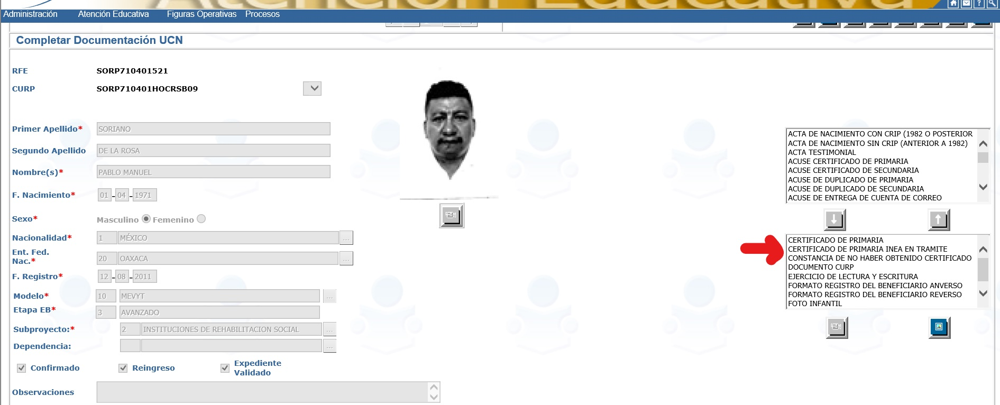 Atención Educativa
Administración Atención Educativa Figuras Operativas Procesos
Completar Documentación UCN
RFE SORP710401521
CURP SORP710401HOCRSB09
Primer Apellido* SORIANO
Segundo Apellido DE LA ROSA
Nombre(s)* PABLO MANUEL
F. Nacimiento* 01 - 04 - 1971
Sexo* Masculino Femenino
Nacionalidad* 1 MÉXICO ...
Ent. Fed.
Nac.* 20 OAXACA ...
F. Registro* 12 - 08 - 2011
Modelo* 10 MEVYT ...
Etapa EB* 3 AVANZADO
Subproyecto:* 2 INSTITUCIONES DE REHABILITACION SOCIAL ...
Dependencia: ...
Confirmado Reingreso Expediente
Validado
Observaciones
ACTA DE NACIMIENTO CON CRIP (1982 O POSTERIOR
ACTA DE NACIMIENTO SIN CRIP (ANTERIOR A 1982)
ACTA TESTIMONIAL
ACUSE CERTIFICADO DE PRIMARIA
ACUSE CERTIFICADO DE SECUNDARIA
ACUSE DE DUPLICADO DE PRIMARIA
ACUSE DE DUPLICADO DE SECUNDARIA
ACUSE DE ENTREGA DE CUENTA DE CORREO
CERTIFICADO DE PRIMARIA
CERTIFICADO DE PRIMARIA INEA EN TRAMITE
CONSTANCIA DE NO HABER OBTENIDO CERTIFICADO
DOCUMENTO CURP
EJERCICIO DE LECTURA Y ESCRITURA
FORMATO REGISTRO DEL BENEFICIARIO ANVERSO
FORMATO REGISTRO DEL BENEFICIARIO REVERSO
FOTO INFANTIL